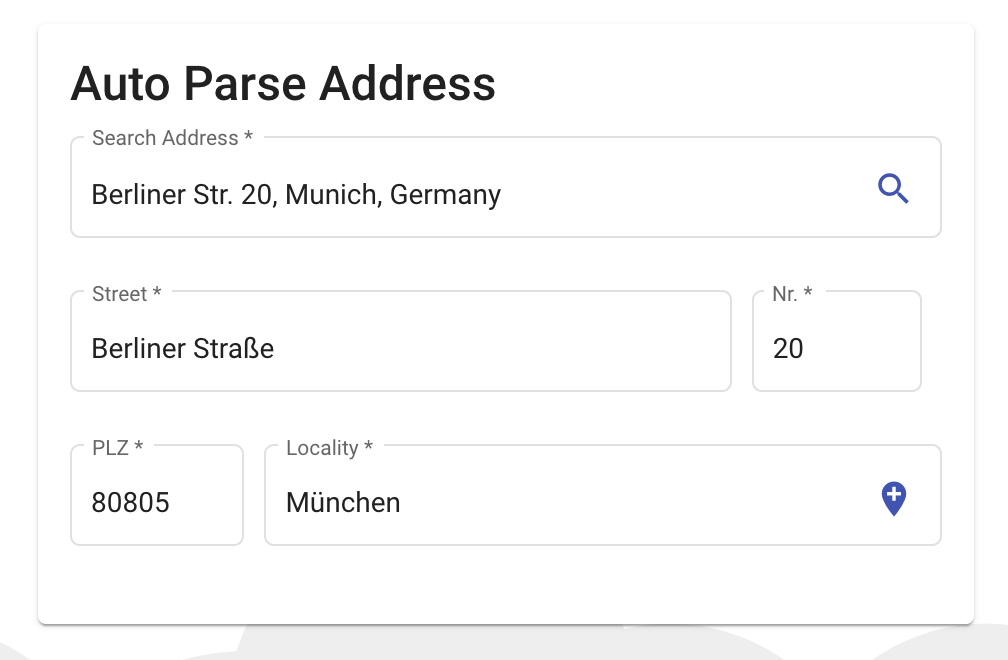 Auto Parse Address
Search Address *
Berliner Str. 20, Munich, Germany
Street *
Nr. *
Berliner Straße
20
PLZ *
Locality *
80805
München